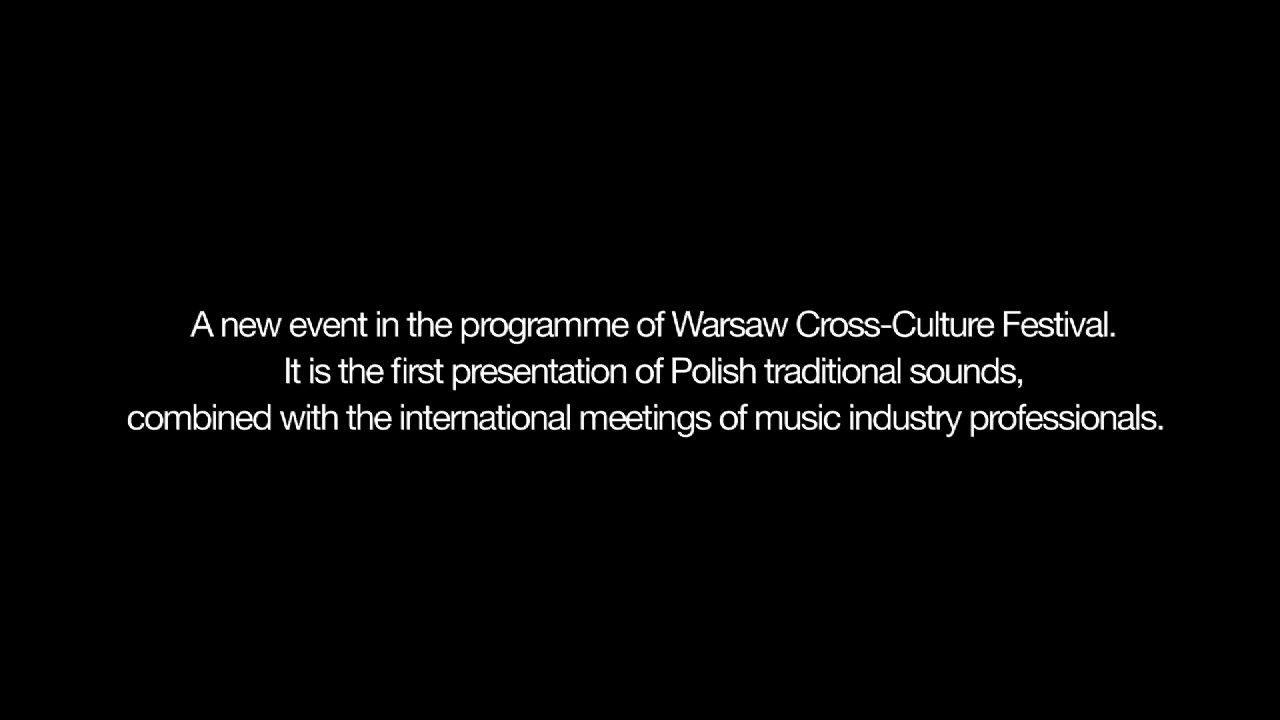 A new event in the programme of Warsaw Cross-Culture Festival.
It is the first presentation of Polish traditional sounds,
combined with the international meetings of music industry professionals.